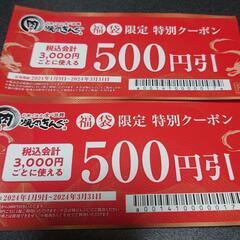 焼肉きんぐ
福袋 限定 特別クーポン
税込会計
3,000円
ごとに使える
500円引
2024年1月9日~2024年3月31日
焼肉きんぐ
福袋 限定 特別クーポン
税込会計
3,000円
ごとに使える
500円引
2024年1月9日~2024年3月31日